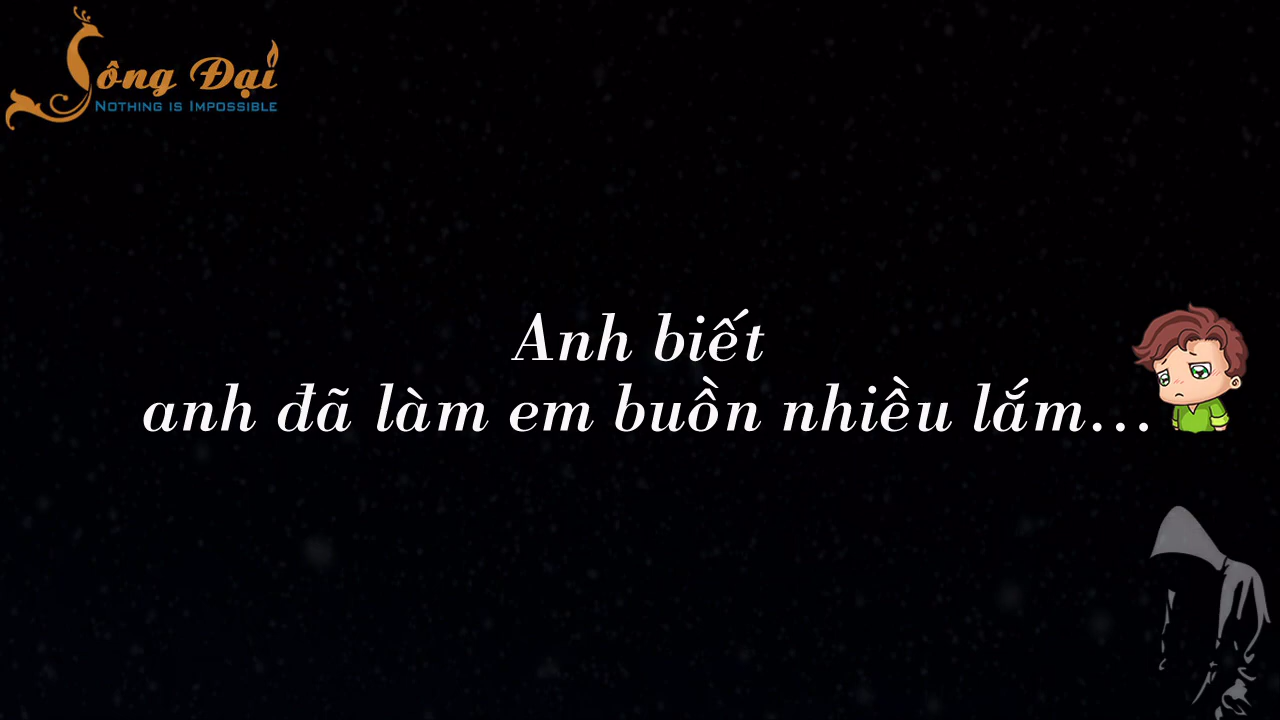 Sông Đại
Nothing is Impossible
Anh biết
anh đã làm em buồn nhiều lắm...